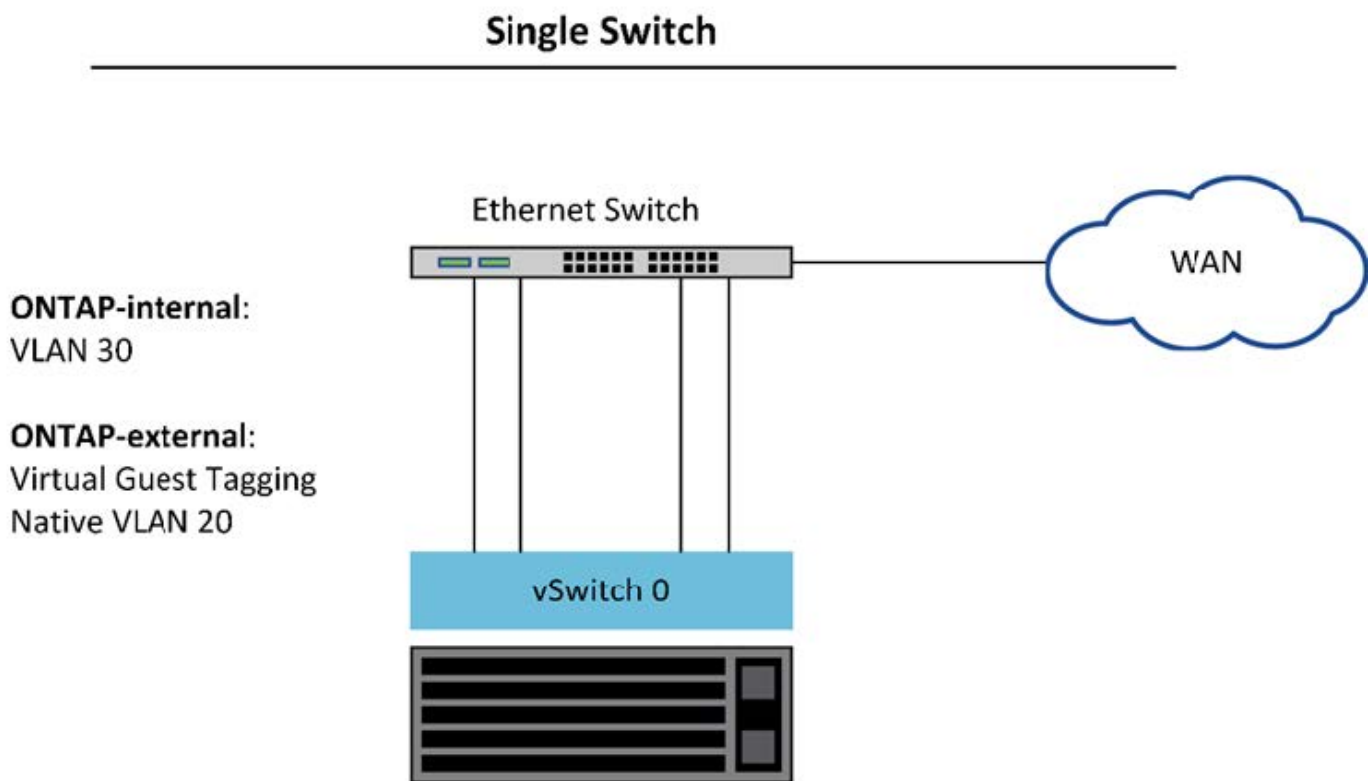 Single Switch
Ethernet Switch
WAN
ONTAP-internal:
VLAN 30
ONTAP-external:
Virtual Guest Tagging
Native VLAN 20
vSwitch 0